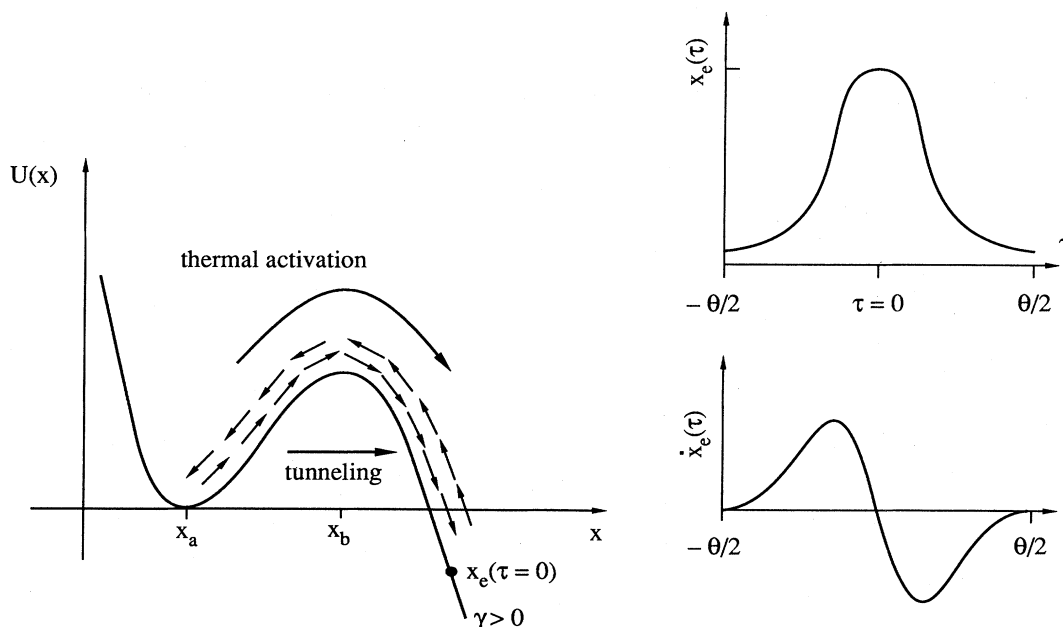 U(x)
thermal activation
tunneling
x_a
x_b
x
x_e(τ = 0)
γ > 0
x_e(τ)
− θ/2
τ = 0
θ/2
ẋ_e(τ)
− θ/2
θ/2